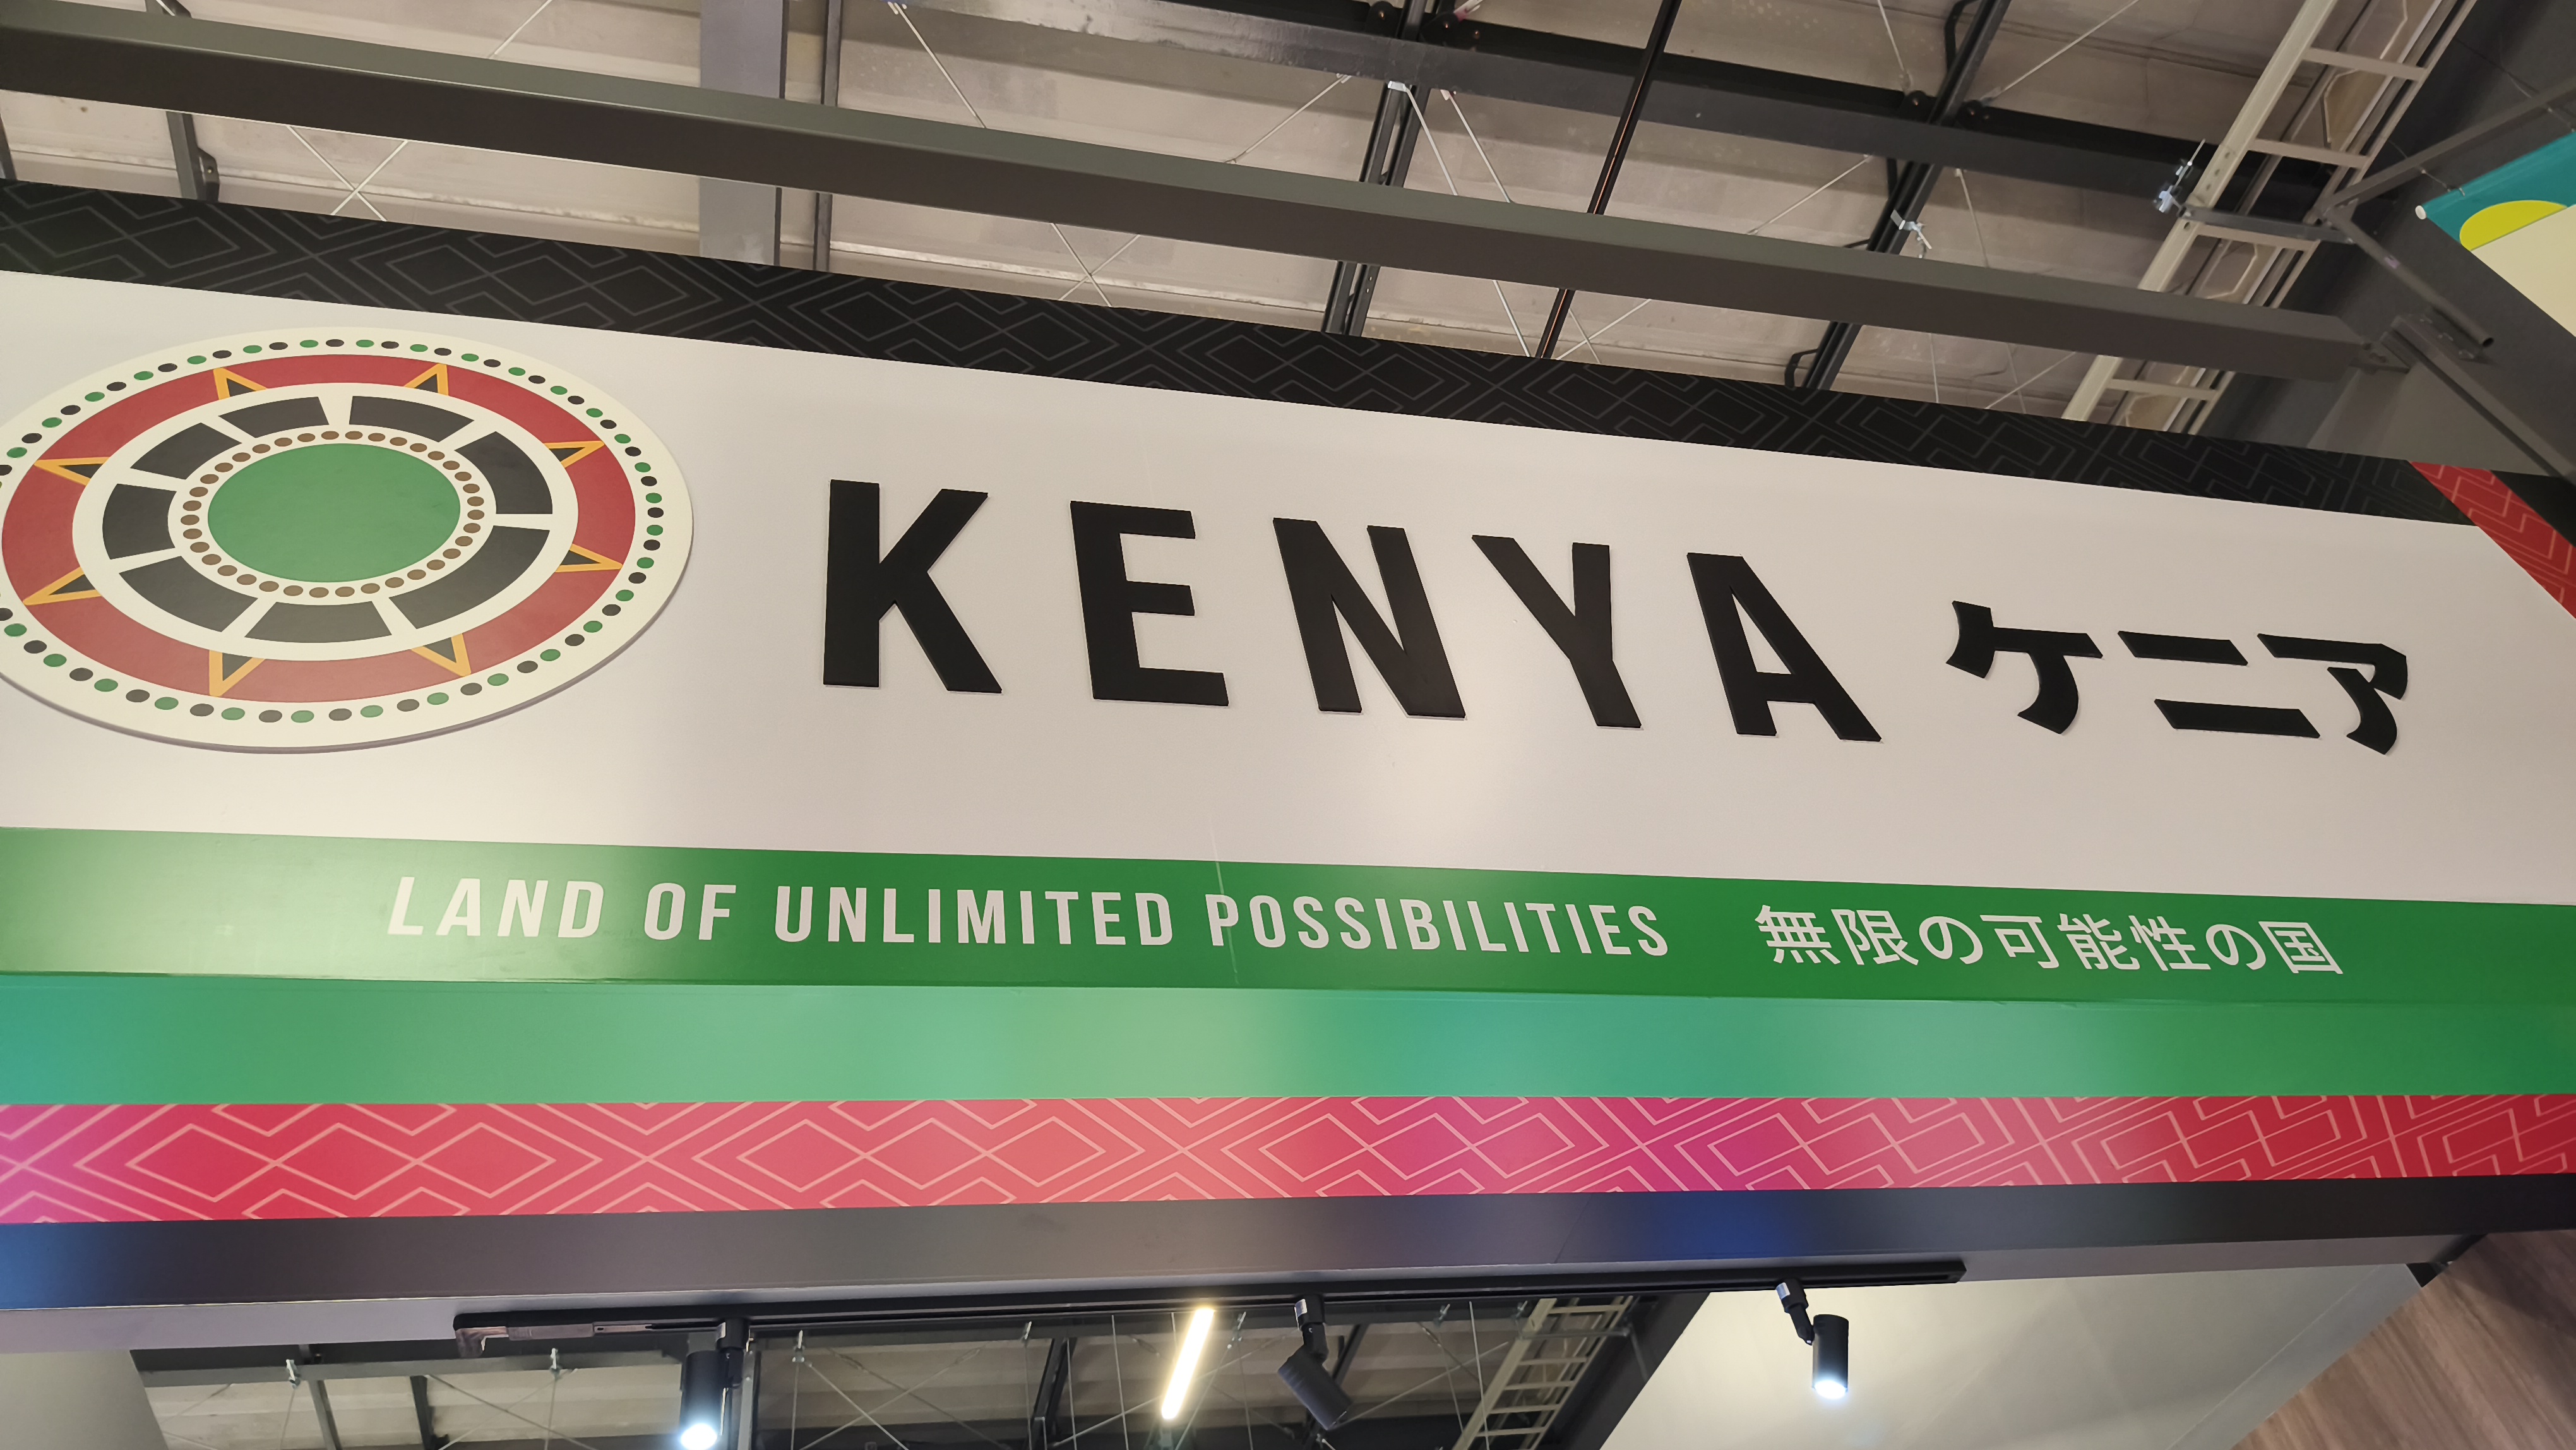 KENYA ケニア
LAND OF UNLIMITED POSSIBILITIES 無限の可能性の国